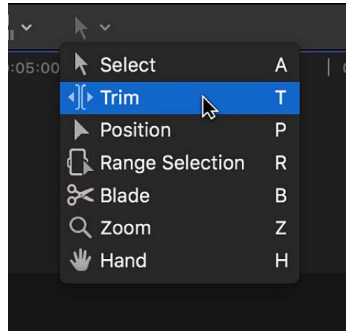 :05:00
Select A
Trim T
Position P
Range Selection R
Blade B
Zoom Z
Hand H